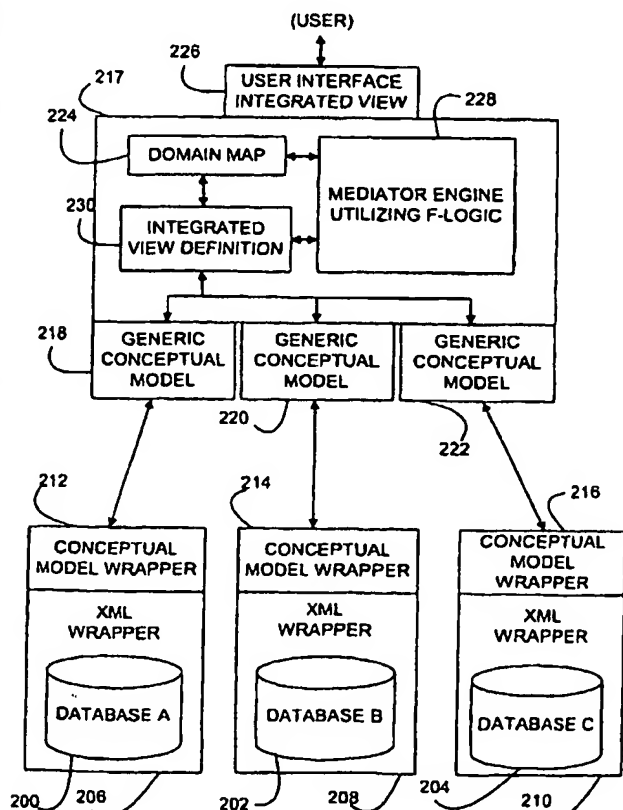 (USER)
226
217
USER INTERFACE
INTEGRATED VIEW
228
224
DOMAIN MAP
MEDIATOR ENGINE
UTILIZING F-LOGIC
230
INTEGRATED
VIEW DEFINITION
218
GENERIC
CONCEPTUAL
MODEL
GENERIC
CONCEPTUAL
MODEL
GENERIC
CONCEPTUAL
MODEL
220
222
212
214
216
CONCEPTUAL
MODEL WRAPPER
CONCEPTUAL
MODEL WRAPPER
CONCEPTUAL
MODEL
WRAPPER
XML
WRAPPER
XML
WRAPPER
XML
WRAPPER
DATABASE A
DATABASE B
DATABASE C
200
206
202
208
204
210